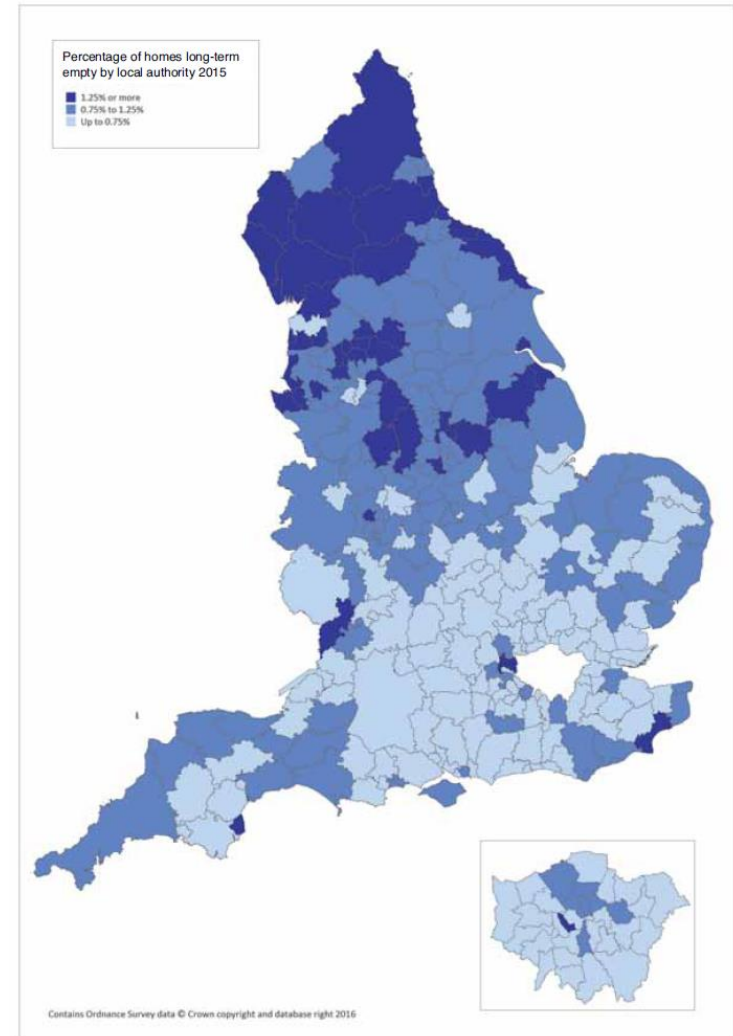 Percentage of homes long-term
empty by local authority 2015
1.25% or more
0.75% to 1.25%
Up to 0.75%
Contains Ordnance Survey data © Crown copyright and database right 2016